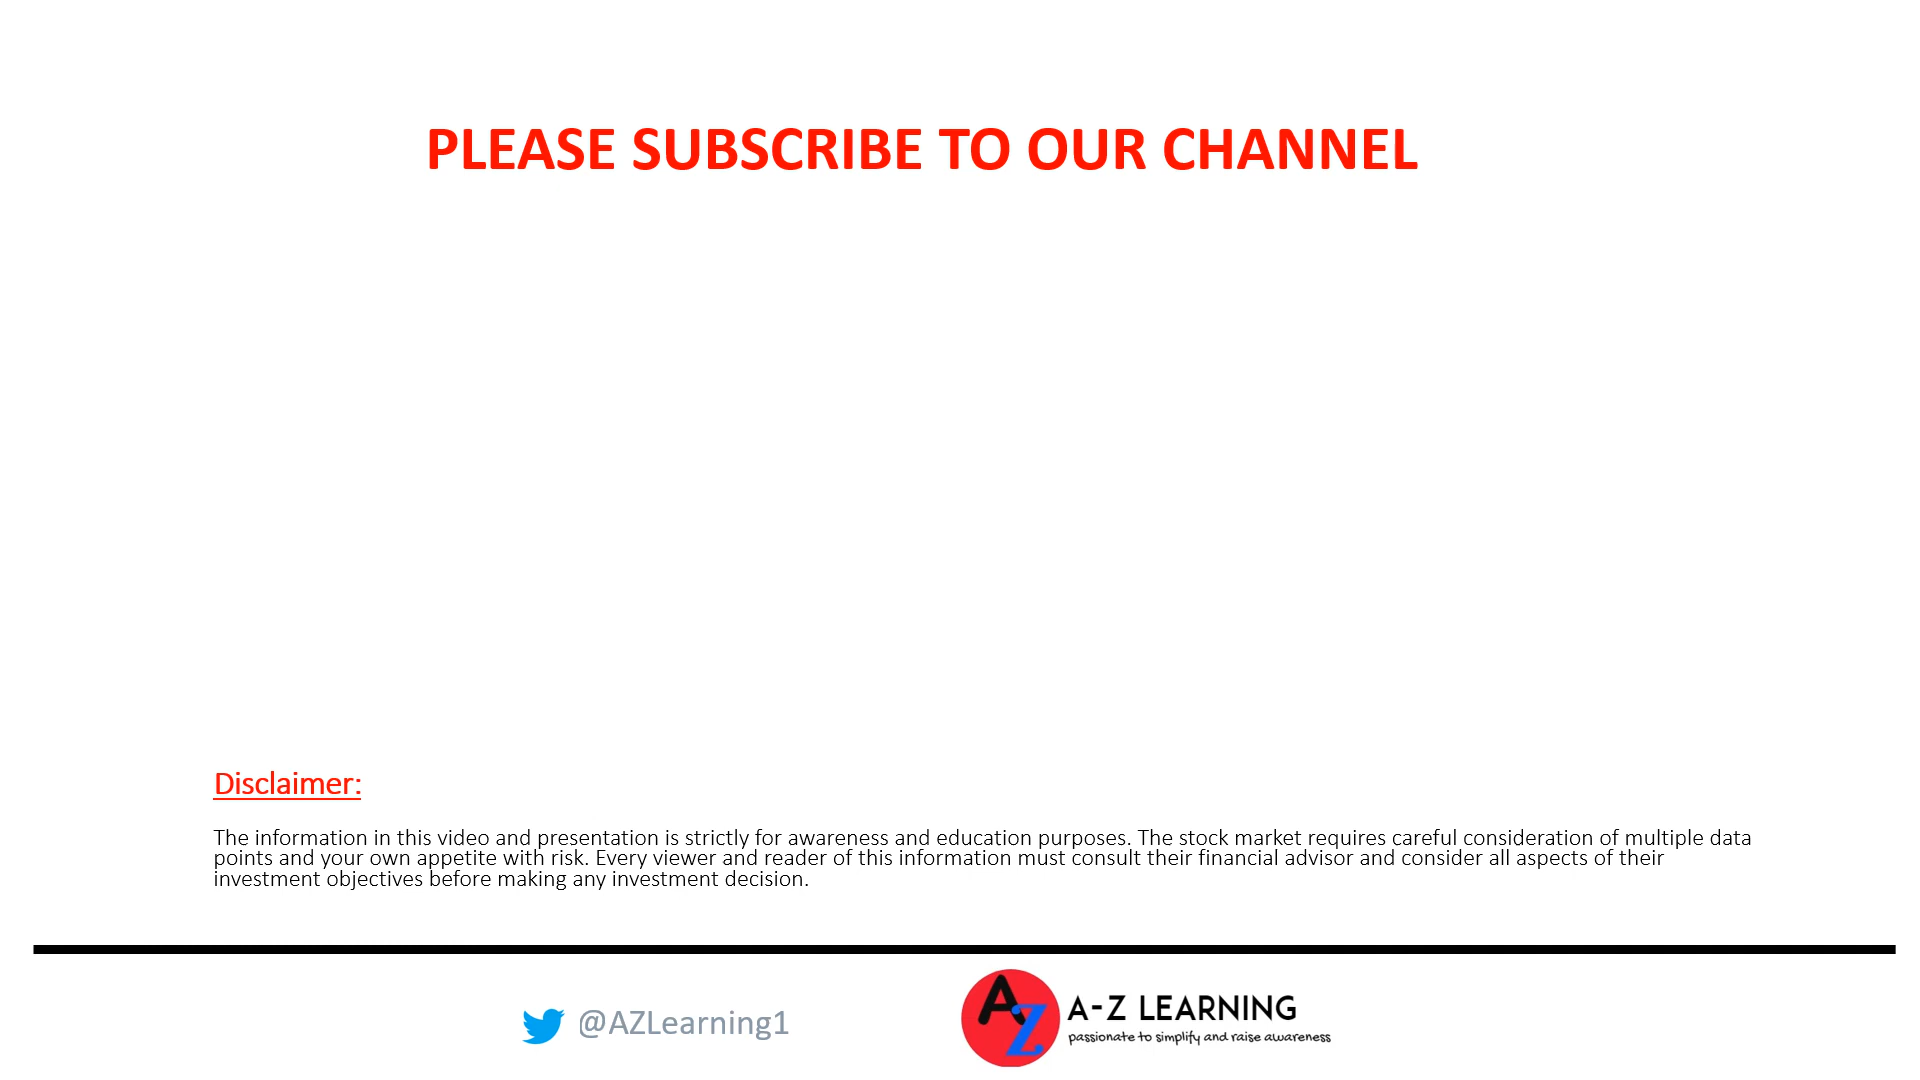 PLEASE SUBSCRIBE TO OUR CHANNEL
Disclaimer:
The information in this video and presentation is strictly for awareness and education purposes. The stock market requires careful consideration of multiple data
points and your own appetite with risk. Every viewer and reader of this information must consult their financial advisor and consider all aspects of their
investment objectives before making any investment decision.
@AZLearning1
AZ
A-Z LEARNING
passionate to simplify and raise awareness